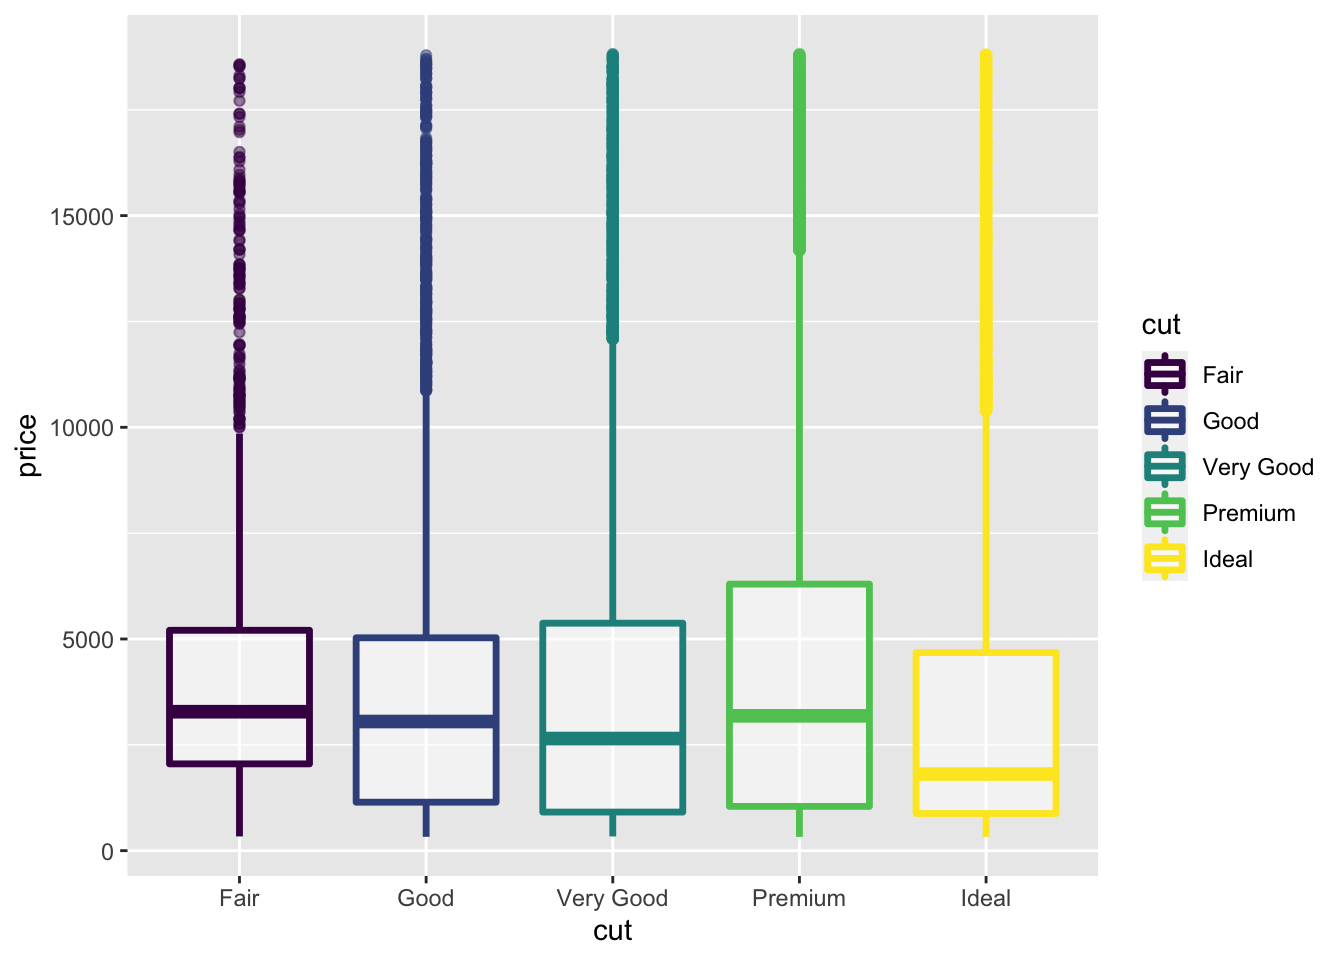 price
15000
10000
5000
0
Fair
Good
Very Good
Premium
Ideal
cut
cut
Fair
Good
Very Good
Premium
Ideal